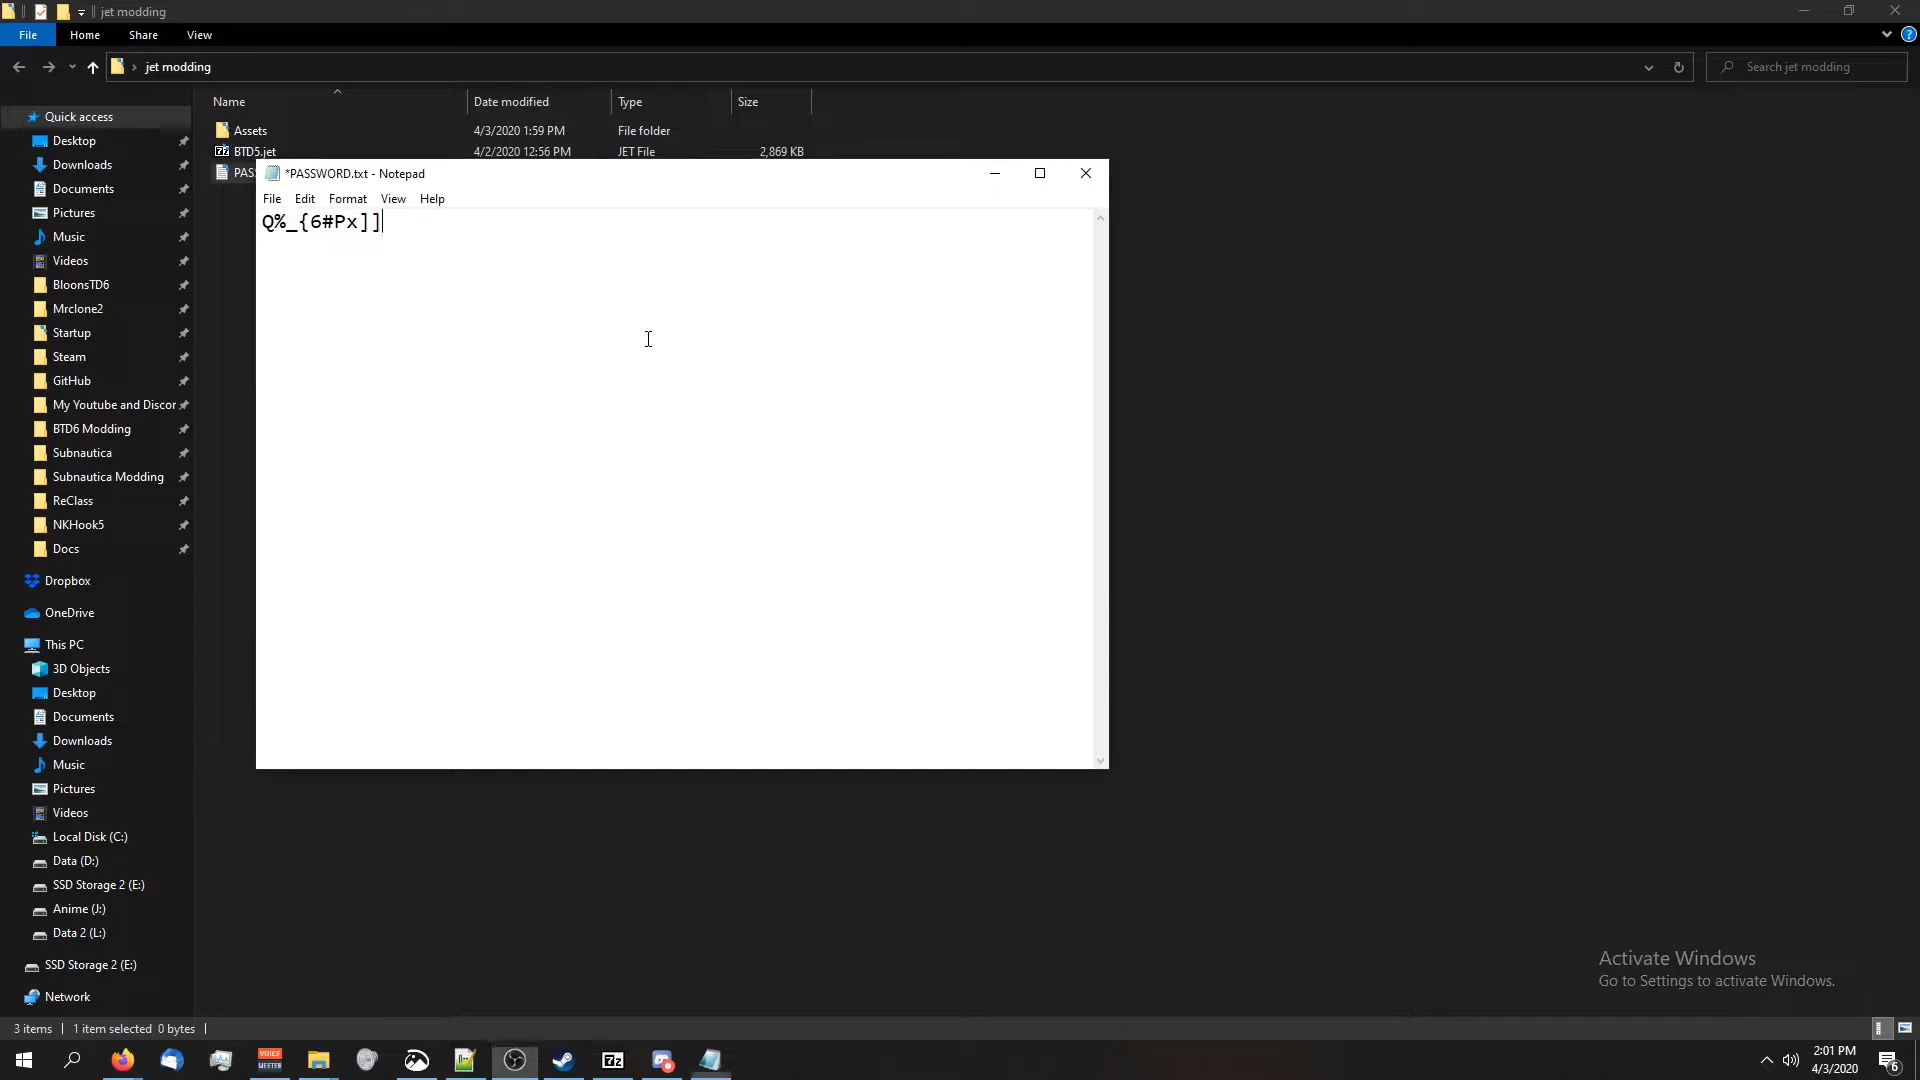 jet modding
File Home Share View
jet modding
Search jet modding
Name Date modified Type Size
Assets 4/3/2020 1:59 PM File folder
BTD5.jet 4/2/2020 12:56 PM JET File 2,869 KB
PAS
*PASSWORD.txt - Notepad
File Edit Format View Help
Q%_{6#Px]]
Quick access
Desktop
Downloads
Documents
Pictures
Music
Videos
BloonsTD6
Mrclone2
Startup
Steam
GitHub
My Youtube and Discor
BTD6 Modding
Subnautica
Subnautica Modding
ReClass
NKHook5
Docs
Dropbox
OneDrive
This PC
3D Objects
Desktop
Documents
Downloads
Music
Pictures
Videos
Local Disk (C:)
Data (D:)
SSD Storage 2 (E:)
Anime (J:)
Data 2 (L:)
SSD Storage 2 (E:)
Network
Activate Windows
Go to Settings to activate Windows.
3 items 1 item selected 0 bytes
VOICE
MEETER
7z
2:01 PM
4/3/2020
6